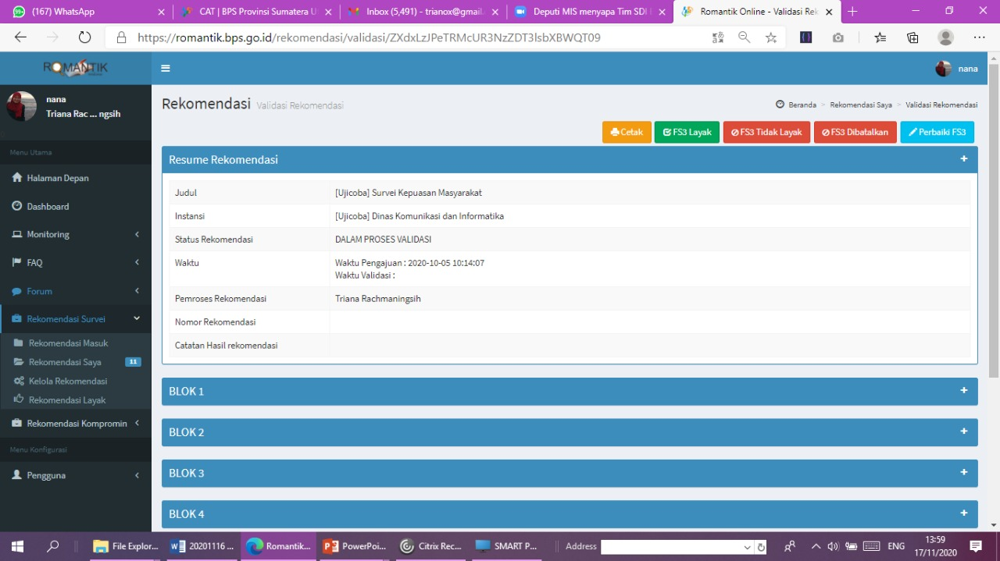 (167) WhatsApp
CAT | BPS Provinsi Sumatera U
Inbox (5,491) - trianox@gmail.
Deputi MIS menyapa Tim SDI
Romantik Online - Validasi Rek
https://romantik.bps.go.id/rekomendasi/validasi/ZXdxLzJPeTRMcUR3NzZDT3lsbXBWQT09
ROMANTIK
nana
nana
Triana Rac ... ngsih
Rekomendasi Validasi Rekomendasi
Beranda > Rekomendasi Saya > Validasi Rekomendasi
Cetak
FS3 Layak
FS3 Tidak Layak
FS3 Dibatalkan
Perbaiki FS3
Menu Utama
Halaman Depan
Dashboard
Monitoring
FAQ
Forum
Rekomendasi Survei
Rekomendasi Masuk
Rekomendasi Saya 11
Kelola Rekomendasi
Rekomendasi Layak
Rekomendasi Kompromin
Menu Konfigurasi
Pengguna
Resume Rekomendasi
Judul [Ujicoba] Survei Kepuasan Masyarakat
Instansi [Ujicoba] Dinas Komunikasi dan Informatika
Status Rekomendasi DALAM PROSES VALIDASI
Waktu Waktu Pengajuan : 2020-10-05 10:14:07
Waktu Validasi :
Pemroses Rekomendasi Triana Rachmaningsih
Nomor Rekomendasi
Catatan Hasil rekomendasi
BLOK 1
BLOK 2
BLOK 3
BLOK 4
File Explor...
20201116 ...
Romantik...
PowerPoi...
Citrix Rec...
SMART P...
Address
ENG
13:59
17/11/2020